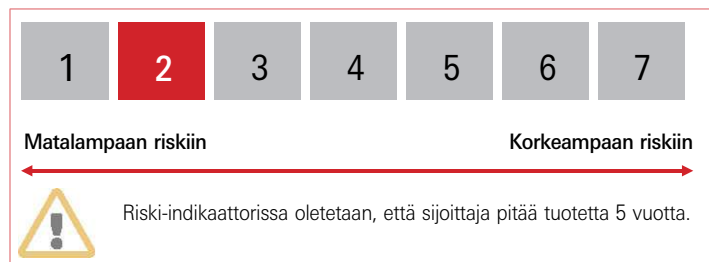 1 2 3 4 5 6 7
Matalampaan riskiin Korkeampaan riskiin
Riski-indikaattorissa oletetaan, että sijoittaja pitää tuotetta 5 vuotta.